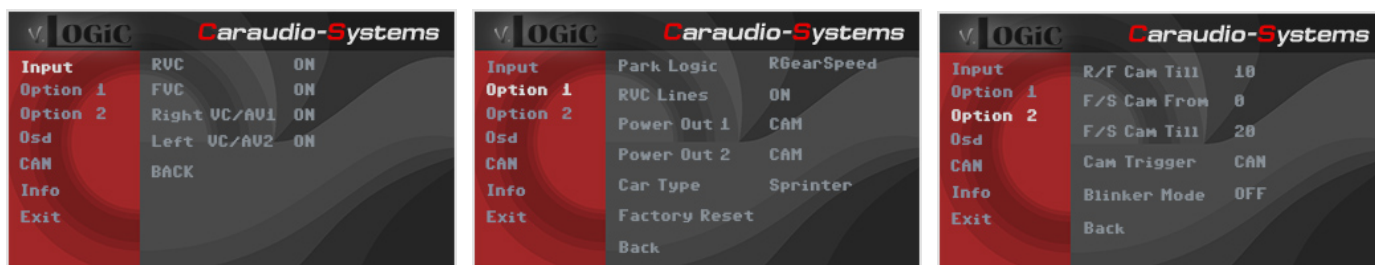 V.LOGiC Caraudio-Systems
Input RVC ON
Option 1 FVC ON
Option 2 Right VC/AV1 ON
Osd Left VC/AV2 ON
CAN
BACK
Info
Exit
V.LOGiC Caraudio-Systems
Input Park Logic RGearSpeed
Option 1 RVC Lines ON
Option 2 Power Out 1 CAM
Osd
CAN Power Out 2 CAM
Info Car Type Sprinter
Exit Factory Reset
Back
V.LOGiC Caraudio-Systems
Input R/F Cam Till 10
Option 1 F/S Cam From 0
Option 2 F/S Cam Till 20
Osd
CAN Cam Trigger CAN
Info Blinker Mode OFF
Exit Back